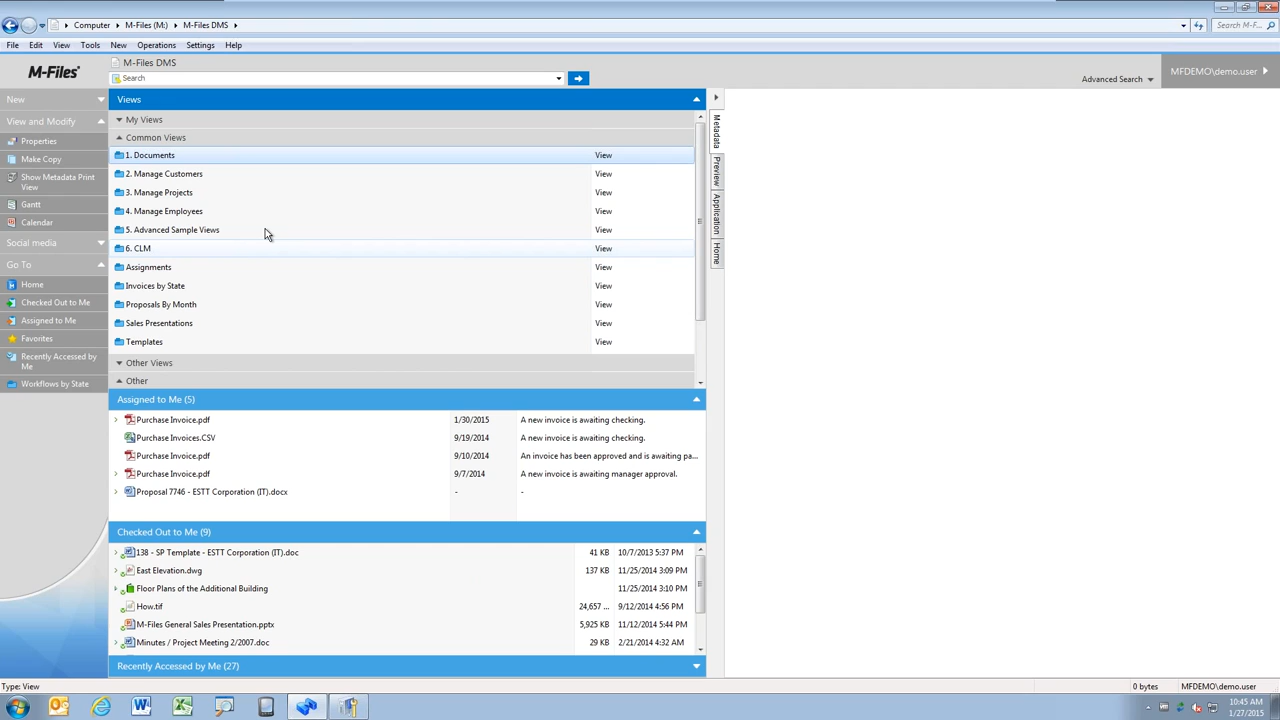 Computer ▸ M-Files (M:) ▸ M-Files DMS ▸
Search M-F...
File Edit View Tools New Operations Settings Help
M-Files
M-Files DMS
Search
Advanced Search
MFDEMO\demo.user
New
View and Modify
Properties
Make Copy
Show Metadata Print
View
Gantt
Calendar
Social media
Go To
Home
Checked Out to Me
Assigned to Me
Favorites
Recently Accessed by
Me
Workflows by State
Views
My Views
Common Views
1. Documents View
2. Manage Customers View
3. Manage Projects View
4. Manage Employees View
5. Advanced Sample Views View
6. CLM View
Assignments View
Invoices by State View
Proposals By Month View
Sales Presentations View
Templates View
Other Views
Other
Assigned to Me (5)
Purchase Invoice.pdf 1/30/2015 A new invoice is awaiting checking.
Purchase Invoices.CSV 9/19/2014 A new invoice is awaiting checking.
Purchase Invoice.pdf 9/10/2014 An invoice has been approved and is awaiting pa...
Purchase Invoice.pdf 9/7/2014 A new invoice is awaiting manager approval.
Proposal 7746 - ESTT Corporation (IT).docx - -
Checked Out to Me (9)
138 - SP Template - ESTT Corporation (IT).doc 41 KB 10/7/2013 5:37 PM
East Elevation.dwg 137 KB 11/25/2014 3:09 PM
Floor Plans of the Additional Building 11/25/2014 3:10 PM
How.tif 24,657 ... 9/12/2014 4:56 PM
M-Files General Sales Presentation.pptx 5,925 KB 11/12/2014 5:44 PM
Minutes / Project Meeting 2/2007.doc 29 KB 2/21/2014 4:32 AM
Recently Accessed by Me (27)
Metadata
Preview
Application
Home
Type: View
0 bytes
MFDEMO\demo.user
10:45 AM
1/27/2015